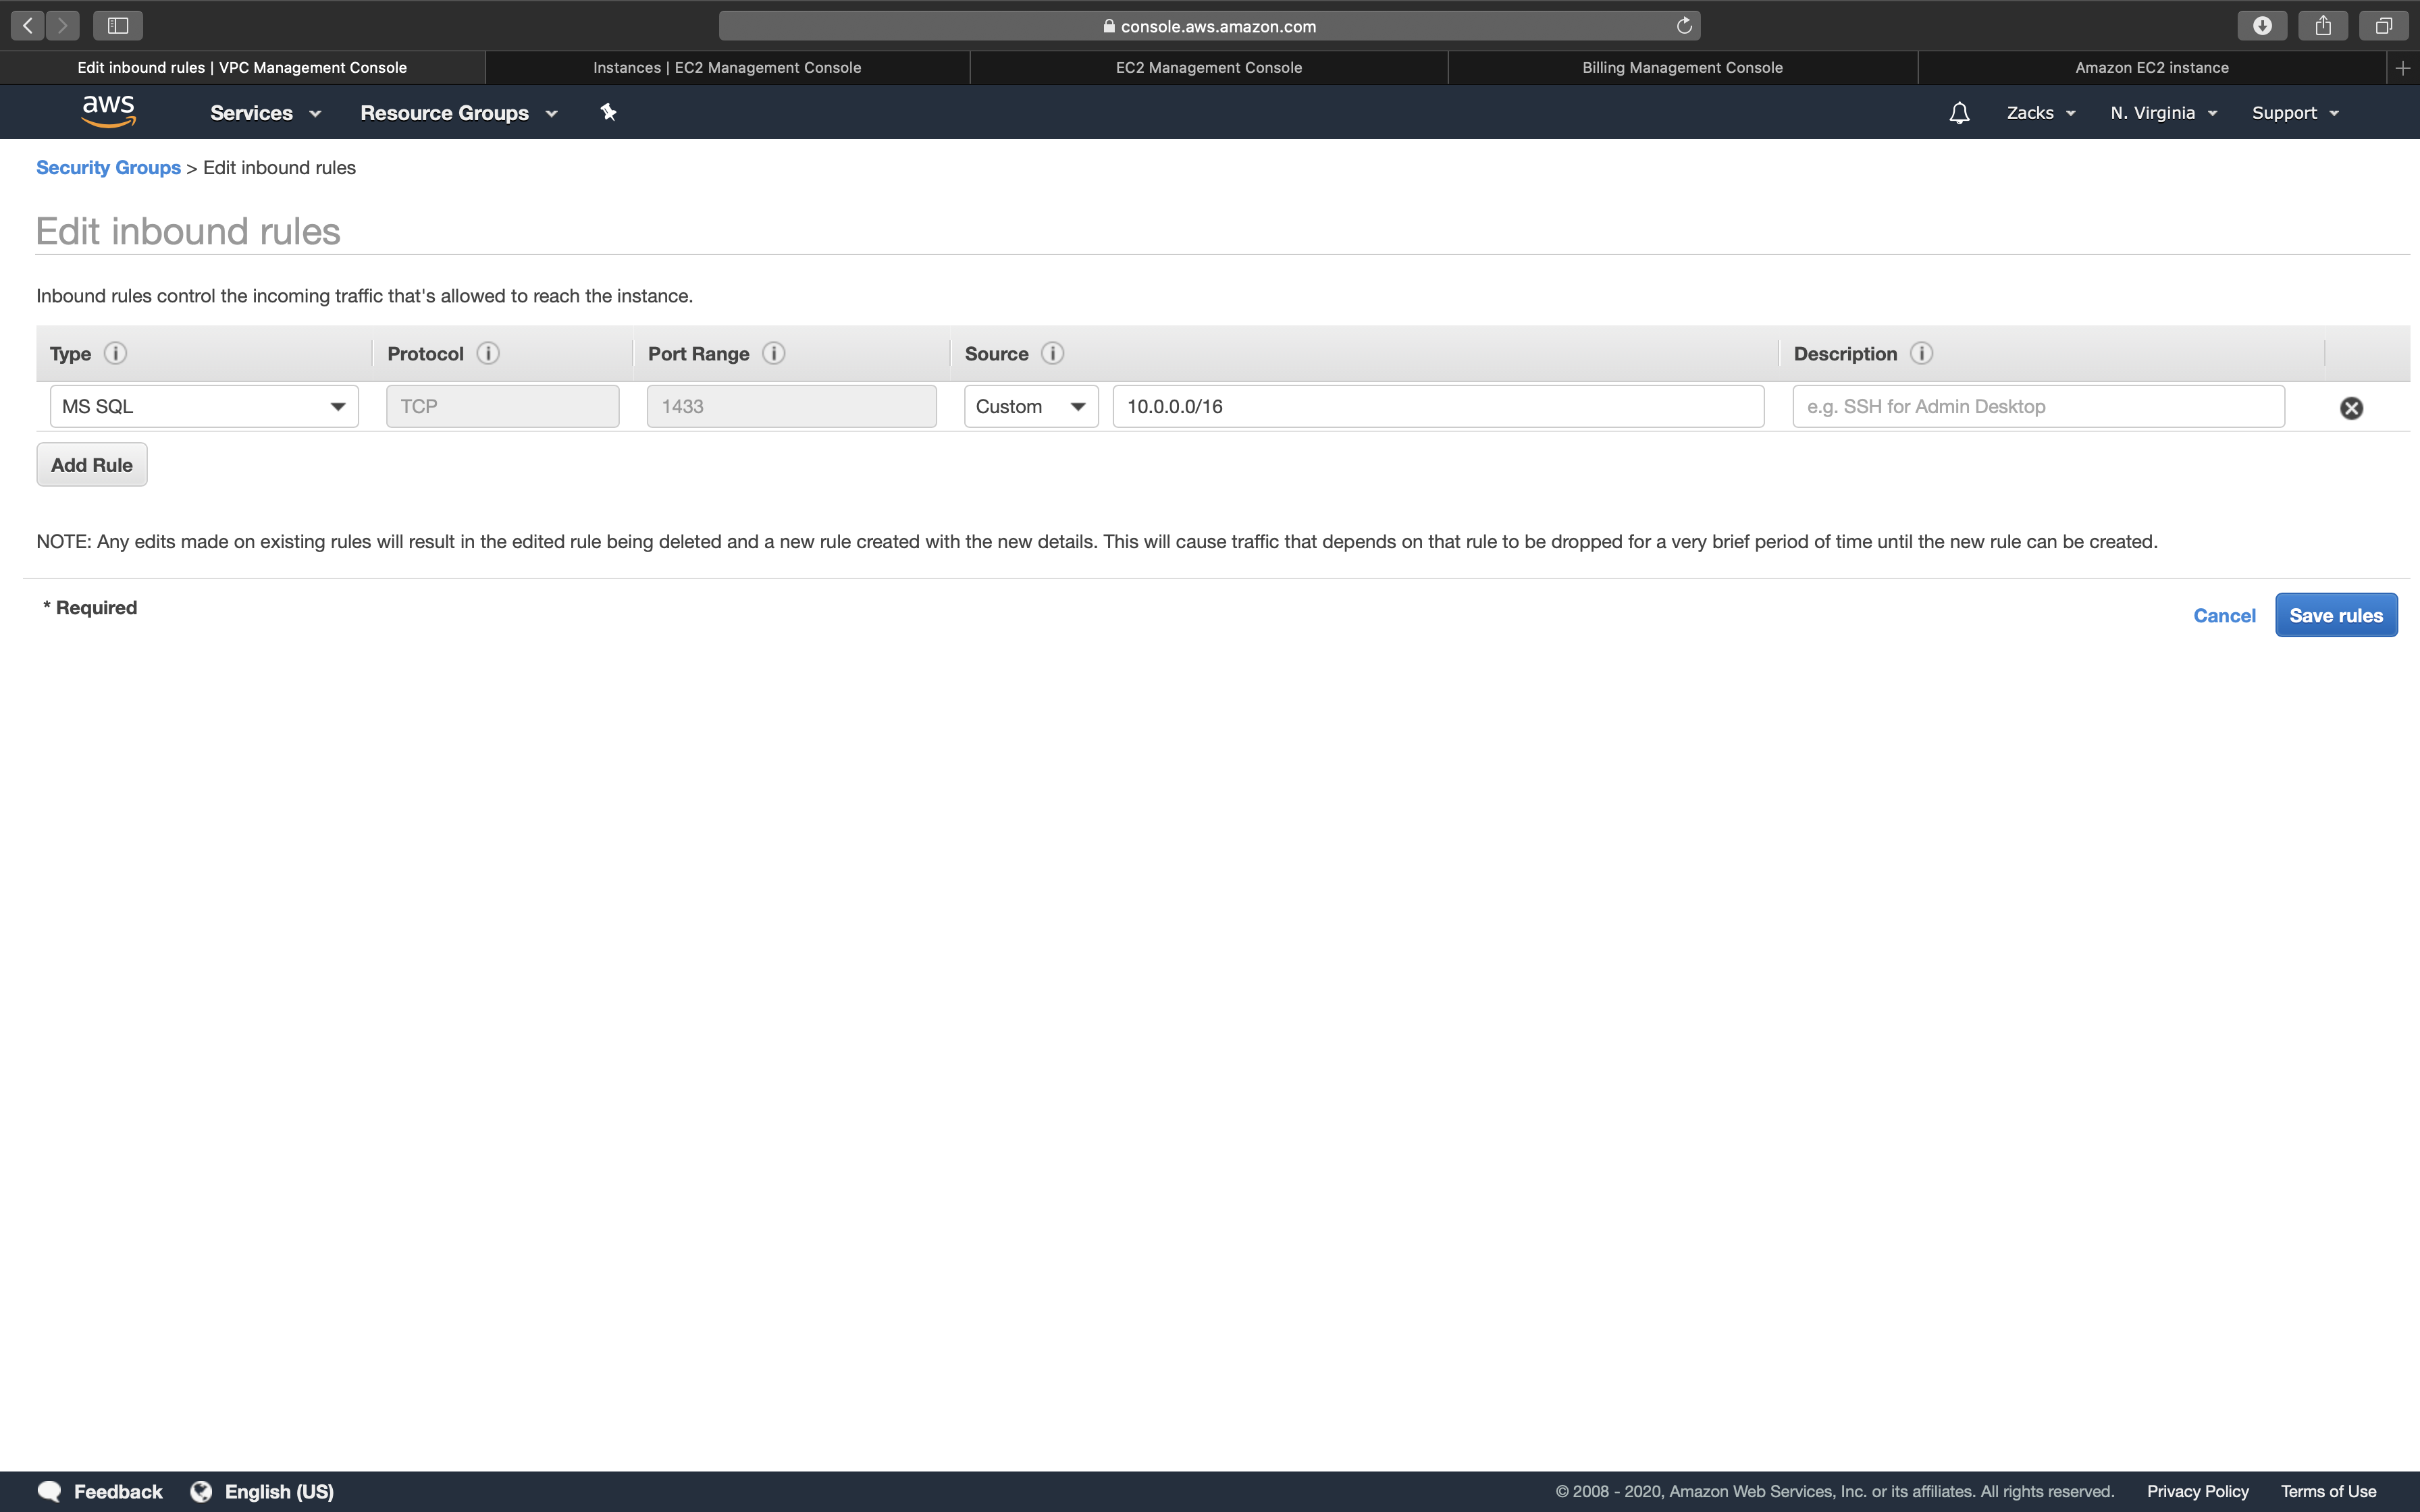 console.aws.amazon.com
Edit inbound rules | VPC Management Console
Instances | EC2 Management Console
EC2 Management Console
Billing Management Console
Amazon EC2 instance
aws
Services
Resource Groups
Zacks
N. Virginia
Support
Security Groups > Edit inbound rules
Edit inbound rules
Inbound rules control the incoming traffic that's allowed to reach the instance.
Type Protocol Port Range Source Description
MS SQL TCP 1433 Custom 10.0.0.0/16 e.g. SSH for Admin Desktop
Add Rule
NOTE: Any edits made on existing rules will result in the edited rule being deleted and a new rule created with the new details. This will cause traffic that depends on that rule to be dropped for a very brief period of time until the new rule can be created.
* Required
Cancel
Save rules
Feedback
English (US)
© 2008 - 2020, Amazon Web Services, Inc. or its affiliates. All rights reserved.
Privacy Policy
Terms of Use